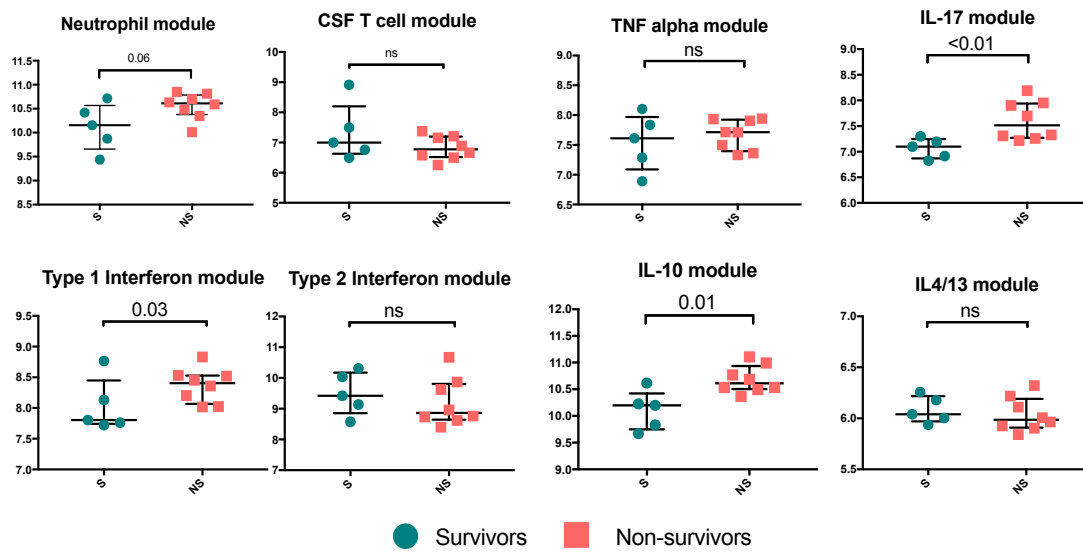 Neutrophil module
0.06
11.5
11.0
10.5
10.0
9.5
9.0
8.5
S
NS
CSF T cell module
ns
10
9
8
7
6
5
S
NS
TNF alpha module
ns
9.0
8.5
8.0
7.5
7.0
6.5
S
NS
IL-17 module
<0.01
9.0
8.5
8.0
7.5
7.0
6.5
6.0
S
NS
Type 1 Interferon module
0.03
9.5
9.0
8.5
8.0
7.5
7.0
S
NS
Type 2 Interferon module
ns
12
11
10
9
8
7
S
NS
IL-10 module
0.01
12.0
11.5
11.0
10.5
10.0
9.5
9.0
S
NS
IL4/13 module
ns
7.0
6.5
6.0
5.5
S
NS
Survivors
Non-survivors